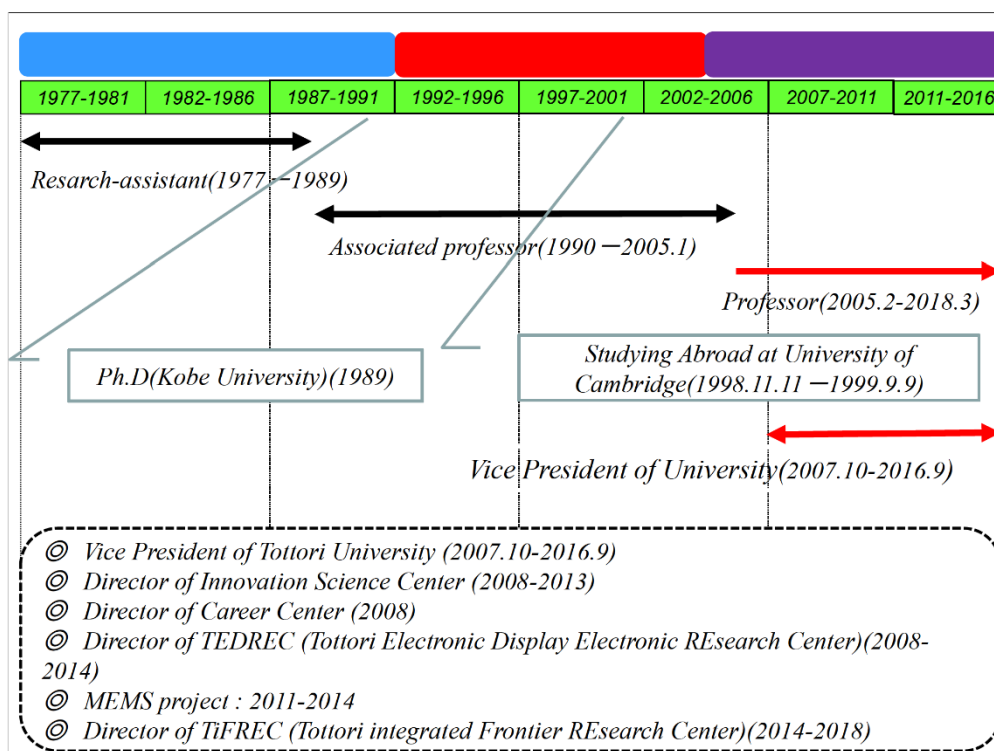 1977-1981 1982-1986 1987-1991 1992-1996 1997-2001 2002-2006 2007-2011 2011-2016
Resarch-assistant(1977－1989)
Associated professor(1990－2005.1)
Professor(2005.2-2018.3)
Ph.D(Kobe University)(1989)
Studying Abroad at University of
Cambridge(1998.11.11－1999.9.9)
Vice President of University(2007.10-2016.9)
◎ Vice President of Tottori University (2007.10-2016.9)
◎ Director of Innovation Science Center (2008-2013)
◎ Director of Career Center (2008)
◎ Director of TEDREC (Tottori Electronic Display Electronic REsearch Center)(2008-
2014)
◎ MEMS project : 2011-2014
◎ Director of TiFREC (Tottori integrated Frontier REsearch Center)(2014-2018)